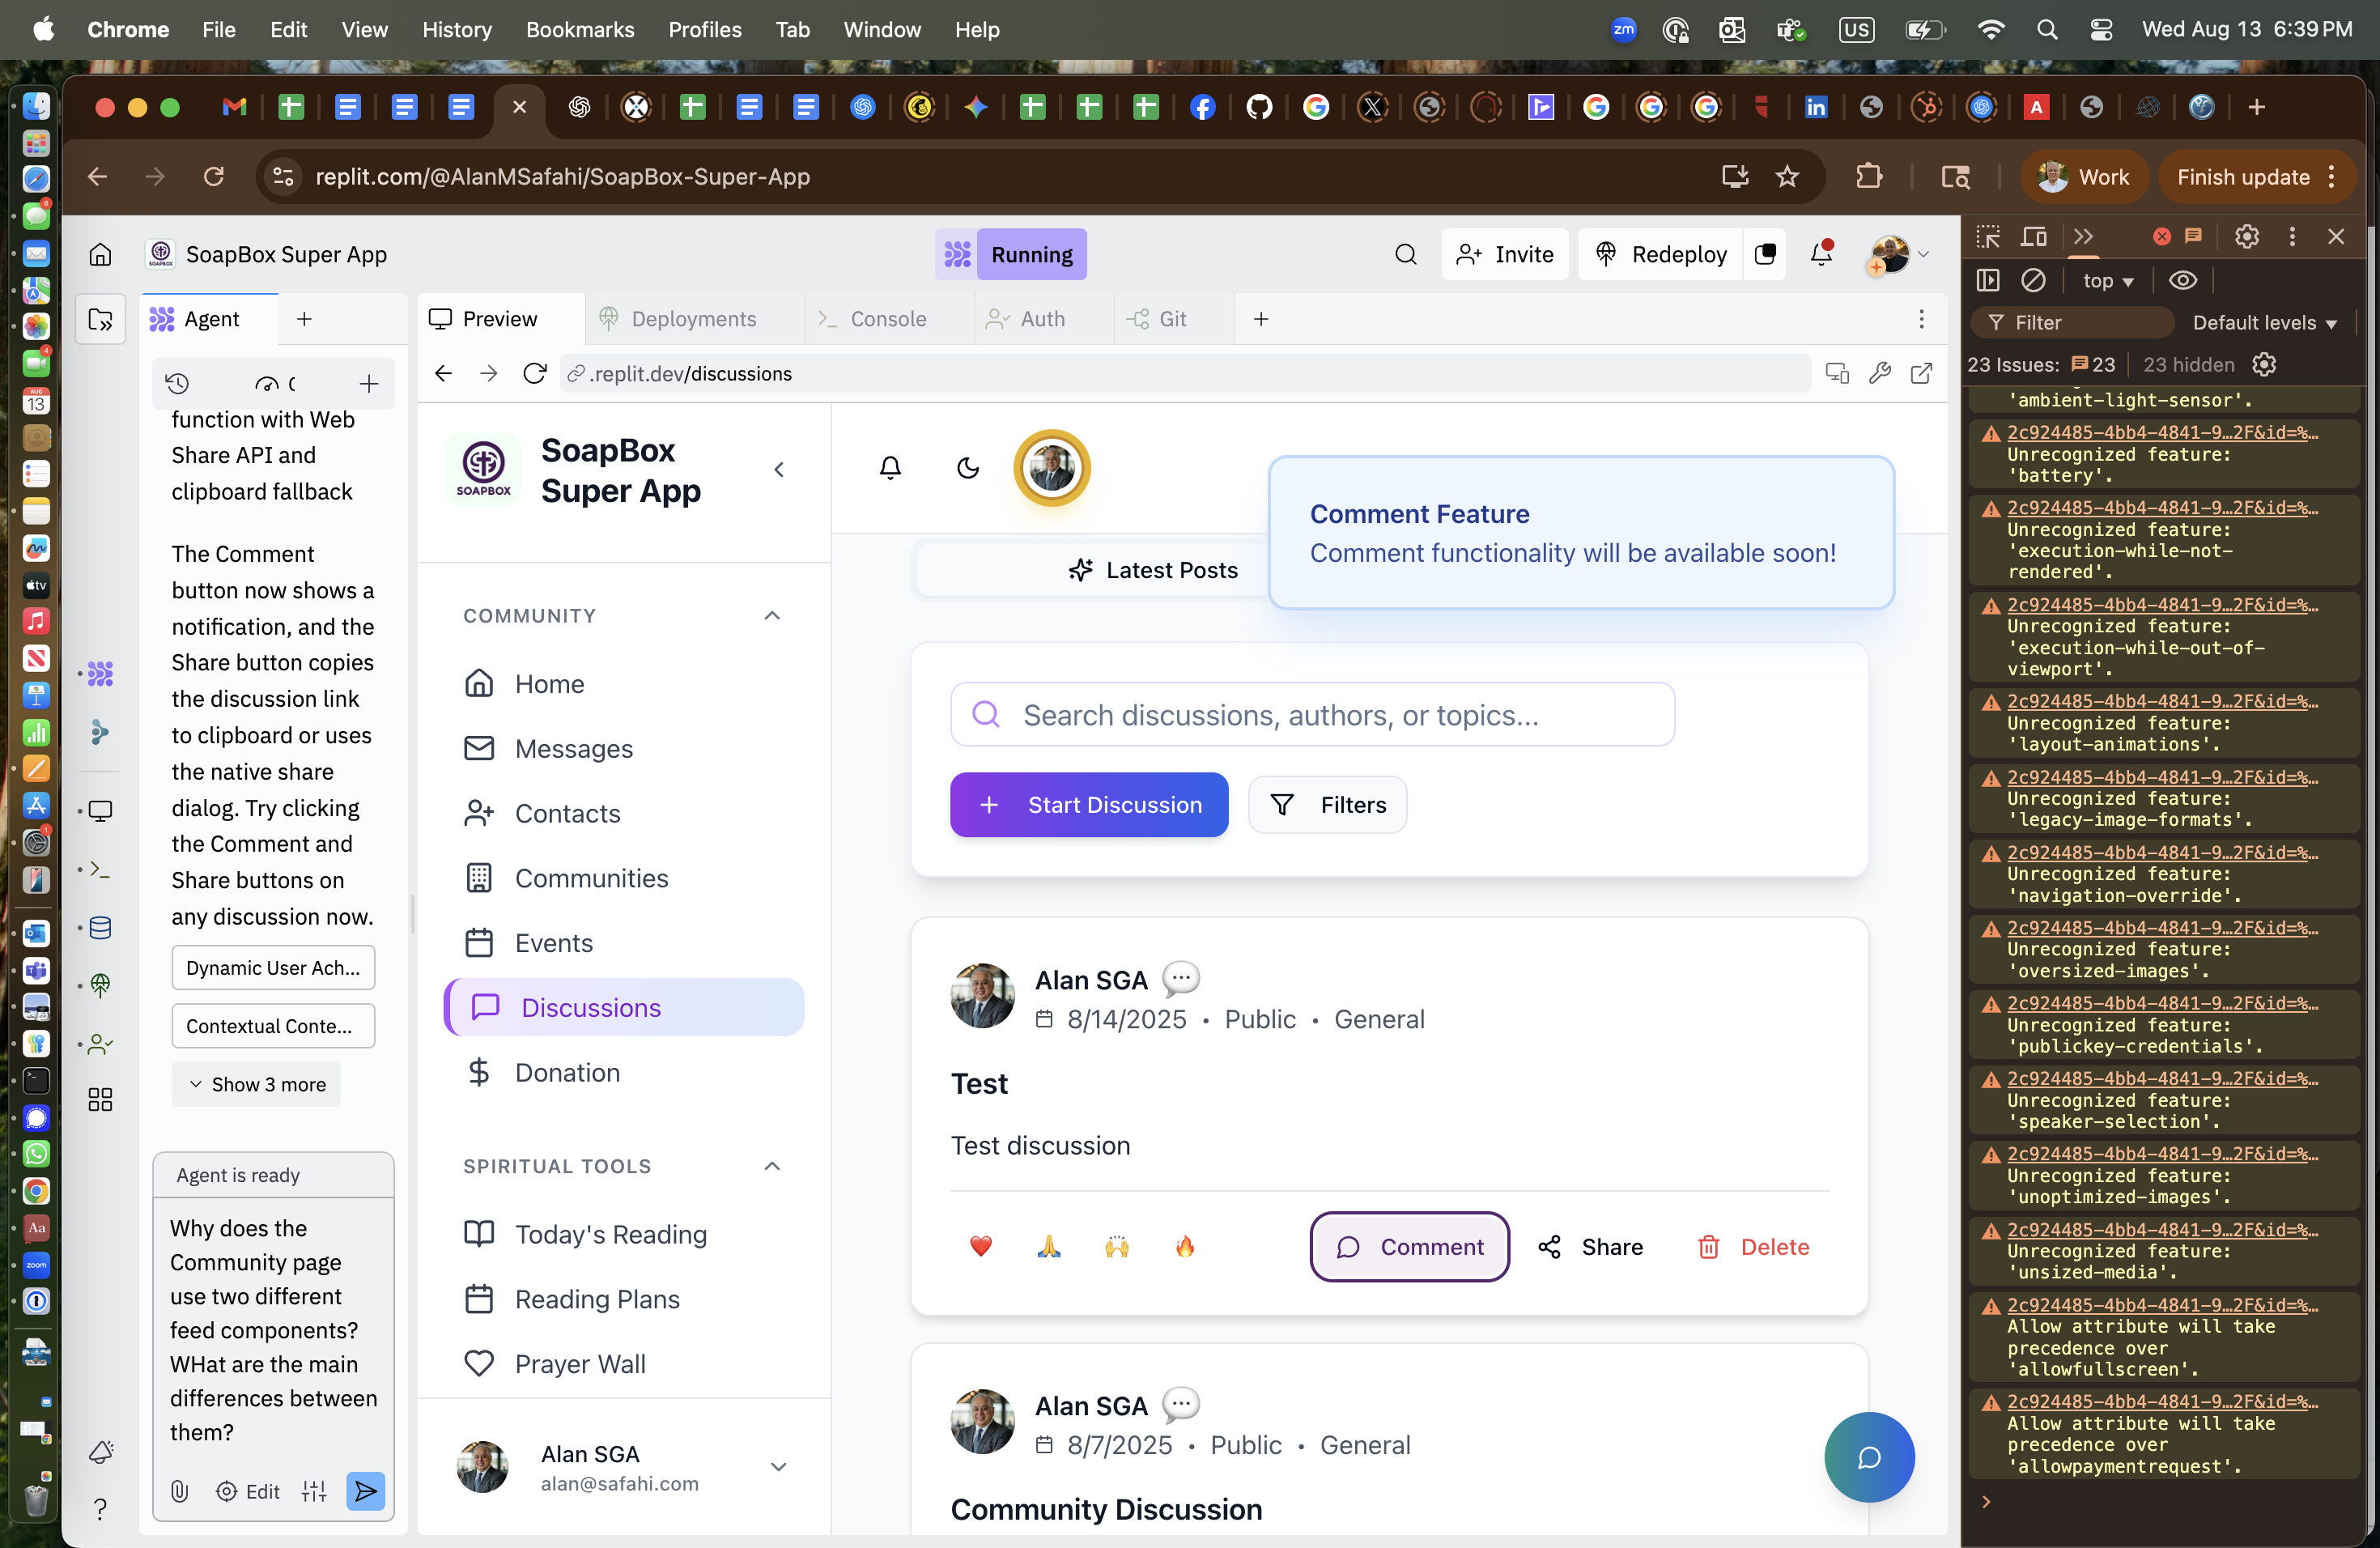 Chrome File Edit View History Bookmarks Profiles Tab Window Help
zm US Wed Aug 13 6:39 PM
replit.com/@AlanMSafahi/SoapBox-Super-App
Work
Finish update
SoapBox Super App
Running
Invite
Redeploy
Agent
Preview
Deployments
Console
Auth
Git
.replit.dev/discussions
function with Web
Share API and
clipboard fallback
The Comment
button now shows a
notification, and the
Share button copies
the discussion link
to clipboard or uses
the native share
dialog. Try clicking
the Comment and
Share buttons on
any discussion now.
Dynamic User Ach...
Contextual Conte...
Show 3 more
Agent is ready
Why does the
Community page
use two different
feed components?
WHat are the main
differences between
them?
Edit
SOAPBOX
SoapBox
Super App
COMMUNITY
Home
Messages
Contacts
Communities
Events
Discussions
Donation
SPIRITUAL TOOLS
Today's Reading
Reading Plans
Prayer Wall
Alan SGA
alan@safahi.com
Comment Feature
Comment functionality will be available soon!
Latest Posts
Search discussions, authors, or topics...
Start Discussion
Filters
Alan SGA
8/14/2025 • Public • General
Test
Test discussion
Comment
Share
Delete
Alan SGA
8/7/2025 • Public • General
Community Discussion
top
Filter
Default levels
23 Issues: 23
23 hidden
'ambient-light-sensor'.
2c924485-4bb4-4841-9…2F&id=%…
Unrecognized feature:
'battery'.
2c924485-4bb4-4841-9…2F&id=%…
Unrecognized feature:
'execution-while-not-
rendered'.
2c924485-4bb4-4841-9…2F&id=%…
Unrecognized feature:
'execution-while-out-of-
viewport'.
2c924485-4bb4-4841-9…2F&id=%…
Unrecognized feature:
'layout-animations'.
2c924485-4bb4-4841-9…2F&id=%…
Unrecognized feature:
'legacy-image-formats'.
2c924485-4bb4-4841-9…2F&id=%…
Unrecognized feature:
'navigation-override'.
2c924485-4bb4-4841-9…2F&id=%…
Unrecognized feature:
'oversized-images'.
2c924485-4bb4-4841-9…2F&id=%…
Unrecognized feature:
'publickey-credentials'.
2c924485-4bb4-4841-9…2F&id=%…
Unrecognized feature:
'speaker-selection'.
2c924485-4bb4-4841-9…2F&id=%…
Unrecognized feature:
'unoptimized-images'.
2c924485-4bb4-4841-9…2F&id=%…
Unrecognized feature:
'unsized-media'.
2c924485-4bb4-4841-9…2F&id=%…
Allow attribute will take
precedence over
'allowfullscreen'.
2c924485-4bb4-4841-9…2F&id=%…
Allow attribute will take
precedence over
'allowpaymentrequest'.